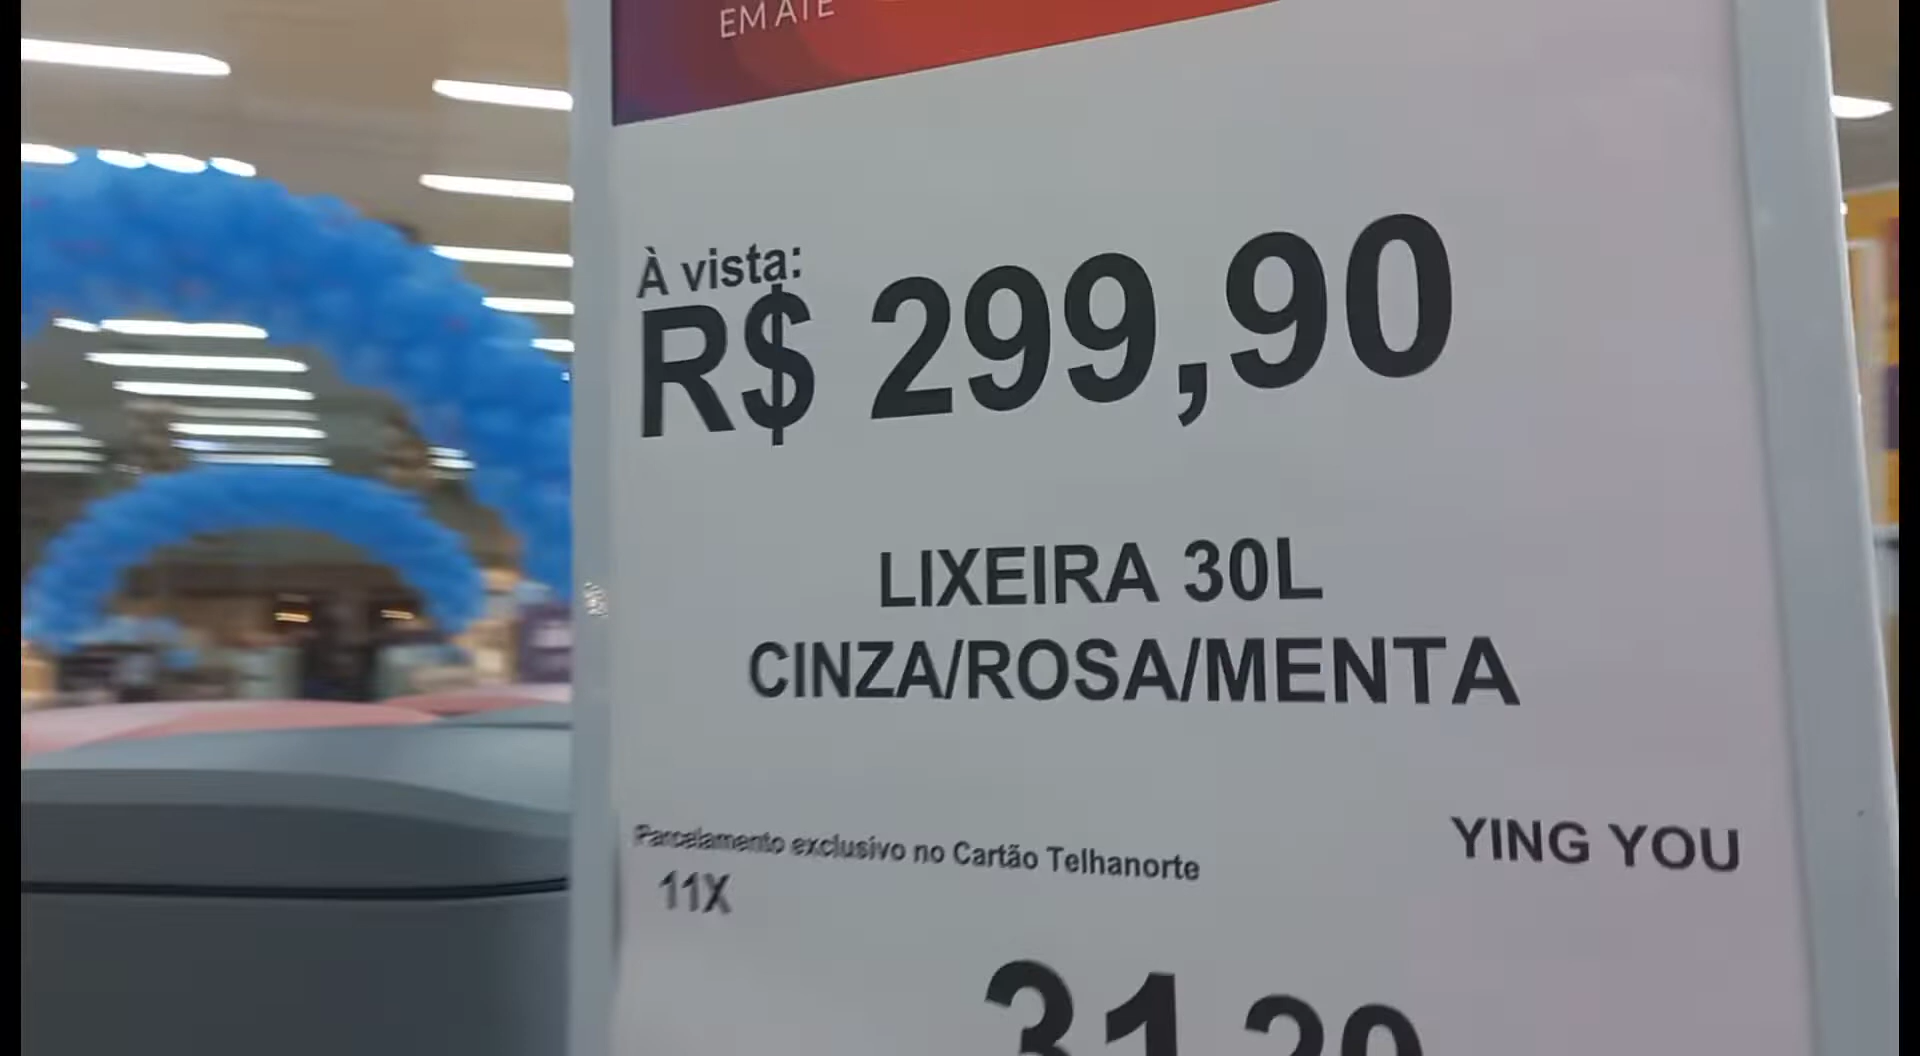 EM ATÉ
À vista:
R$ 299,90
LIXEIRA 30L
CINZA/ROSA/MENTA
YING YOU
Parcelamento exclusivo no Cartão Telhanorte
11X